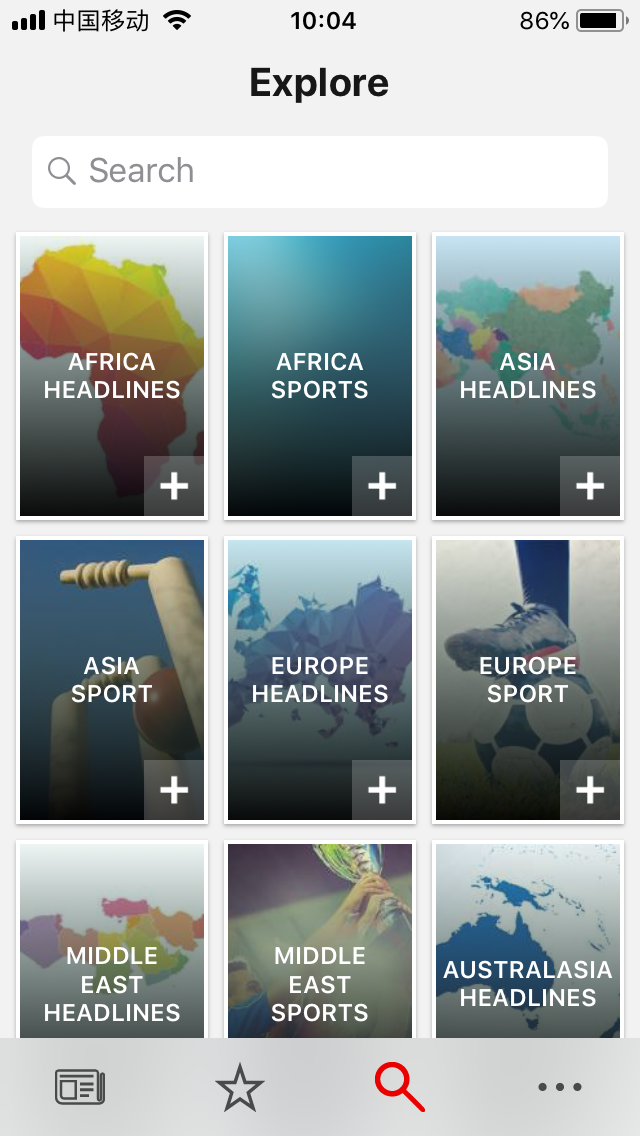 中国移动
10:04
86%
Explore
Search
AFRICA
HEADLINES
AFRICA
SPORTS
ASIA
HEADLINES
ASIA
SPORT
EUROPE
HEADLINES
EUROPE
SPORT
MIDDLE
EAST
HEADLINES
MIDDLE
EAST
SPORTS
AUSTRALASIA
HEADLINES